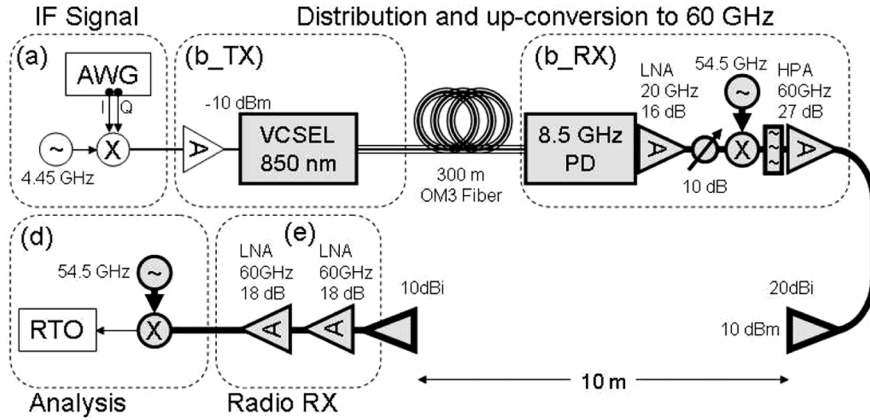 IF Signal
Distribution and up-conversion to 60 GHz
(a)
AWG
I
Q
~
X
4.45 GHz
(b_TX)
-10 dBm
A
VCSEL
850 nm
300 m
OM3 Fiber
(b_RX)
8.5 GHz
PD
LNA
20 GHz
16 dB
A
10 dB
54.5 GHz
~
X
~
~
~
HPA
60GHz
27 dB
A
(d)
54.5 GHz
~
RTO
X
(e)
LNA
60GHz
18 dB
A
LNA
60GHz
18 dB
A
10dBi
20dBi
10 dBm
10 m
Analysis
Radio RX